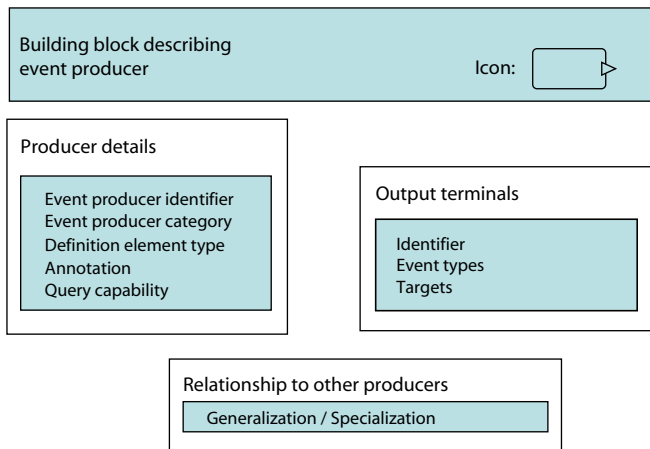 Building block describing
event producer
Icon:
Producer details
Event producer identifier
Event producer category
Definition element type
Annotation
Query capability
Output terminals
Identifier
Event types
Targets
Relationship to other producers
Generalization / Specialization